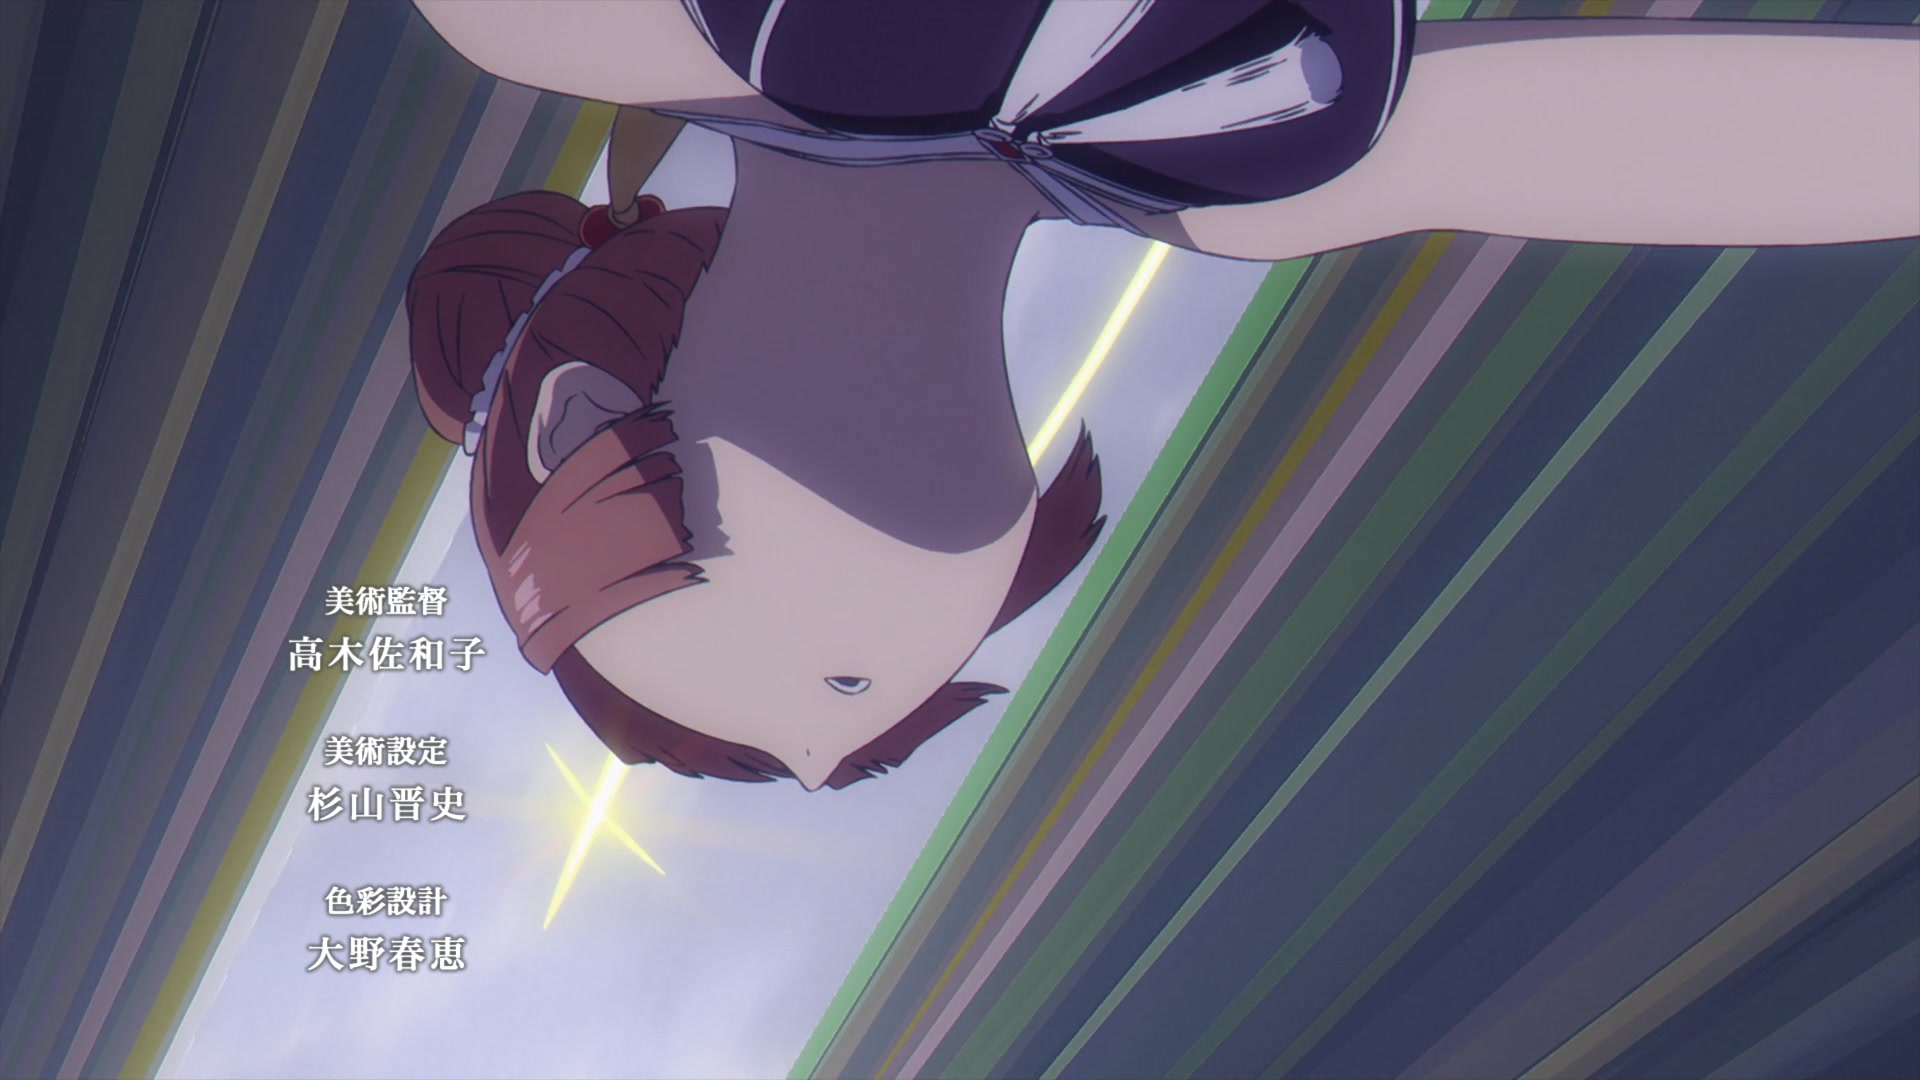 美術監督
高木佐和子
美術設定
杉山晋史
色彩設計
大野春恵